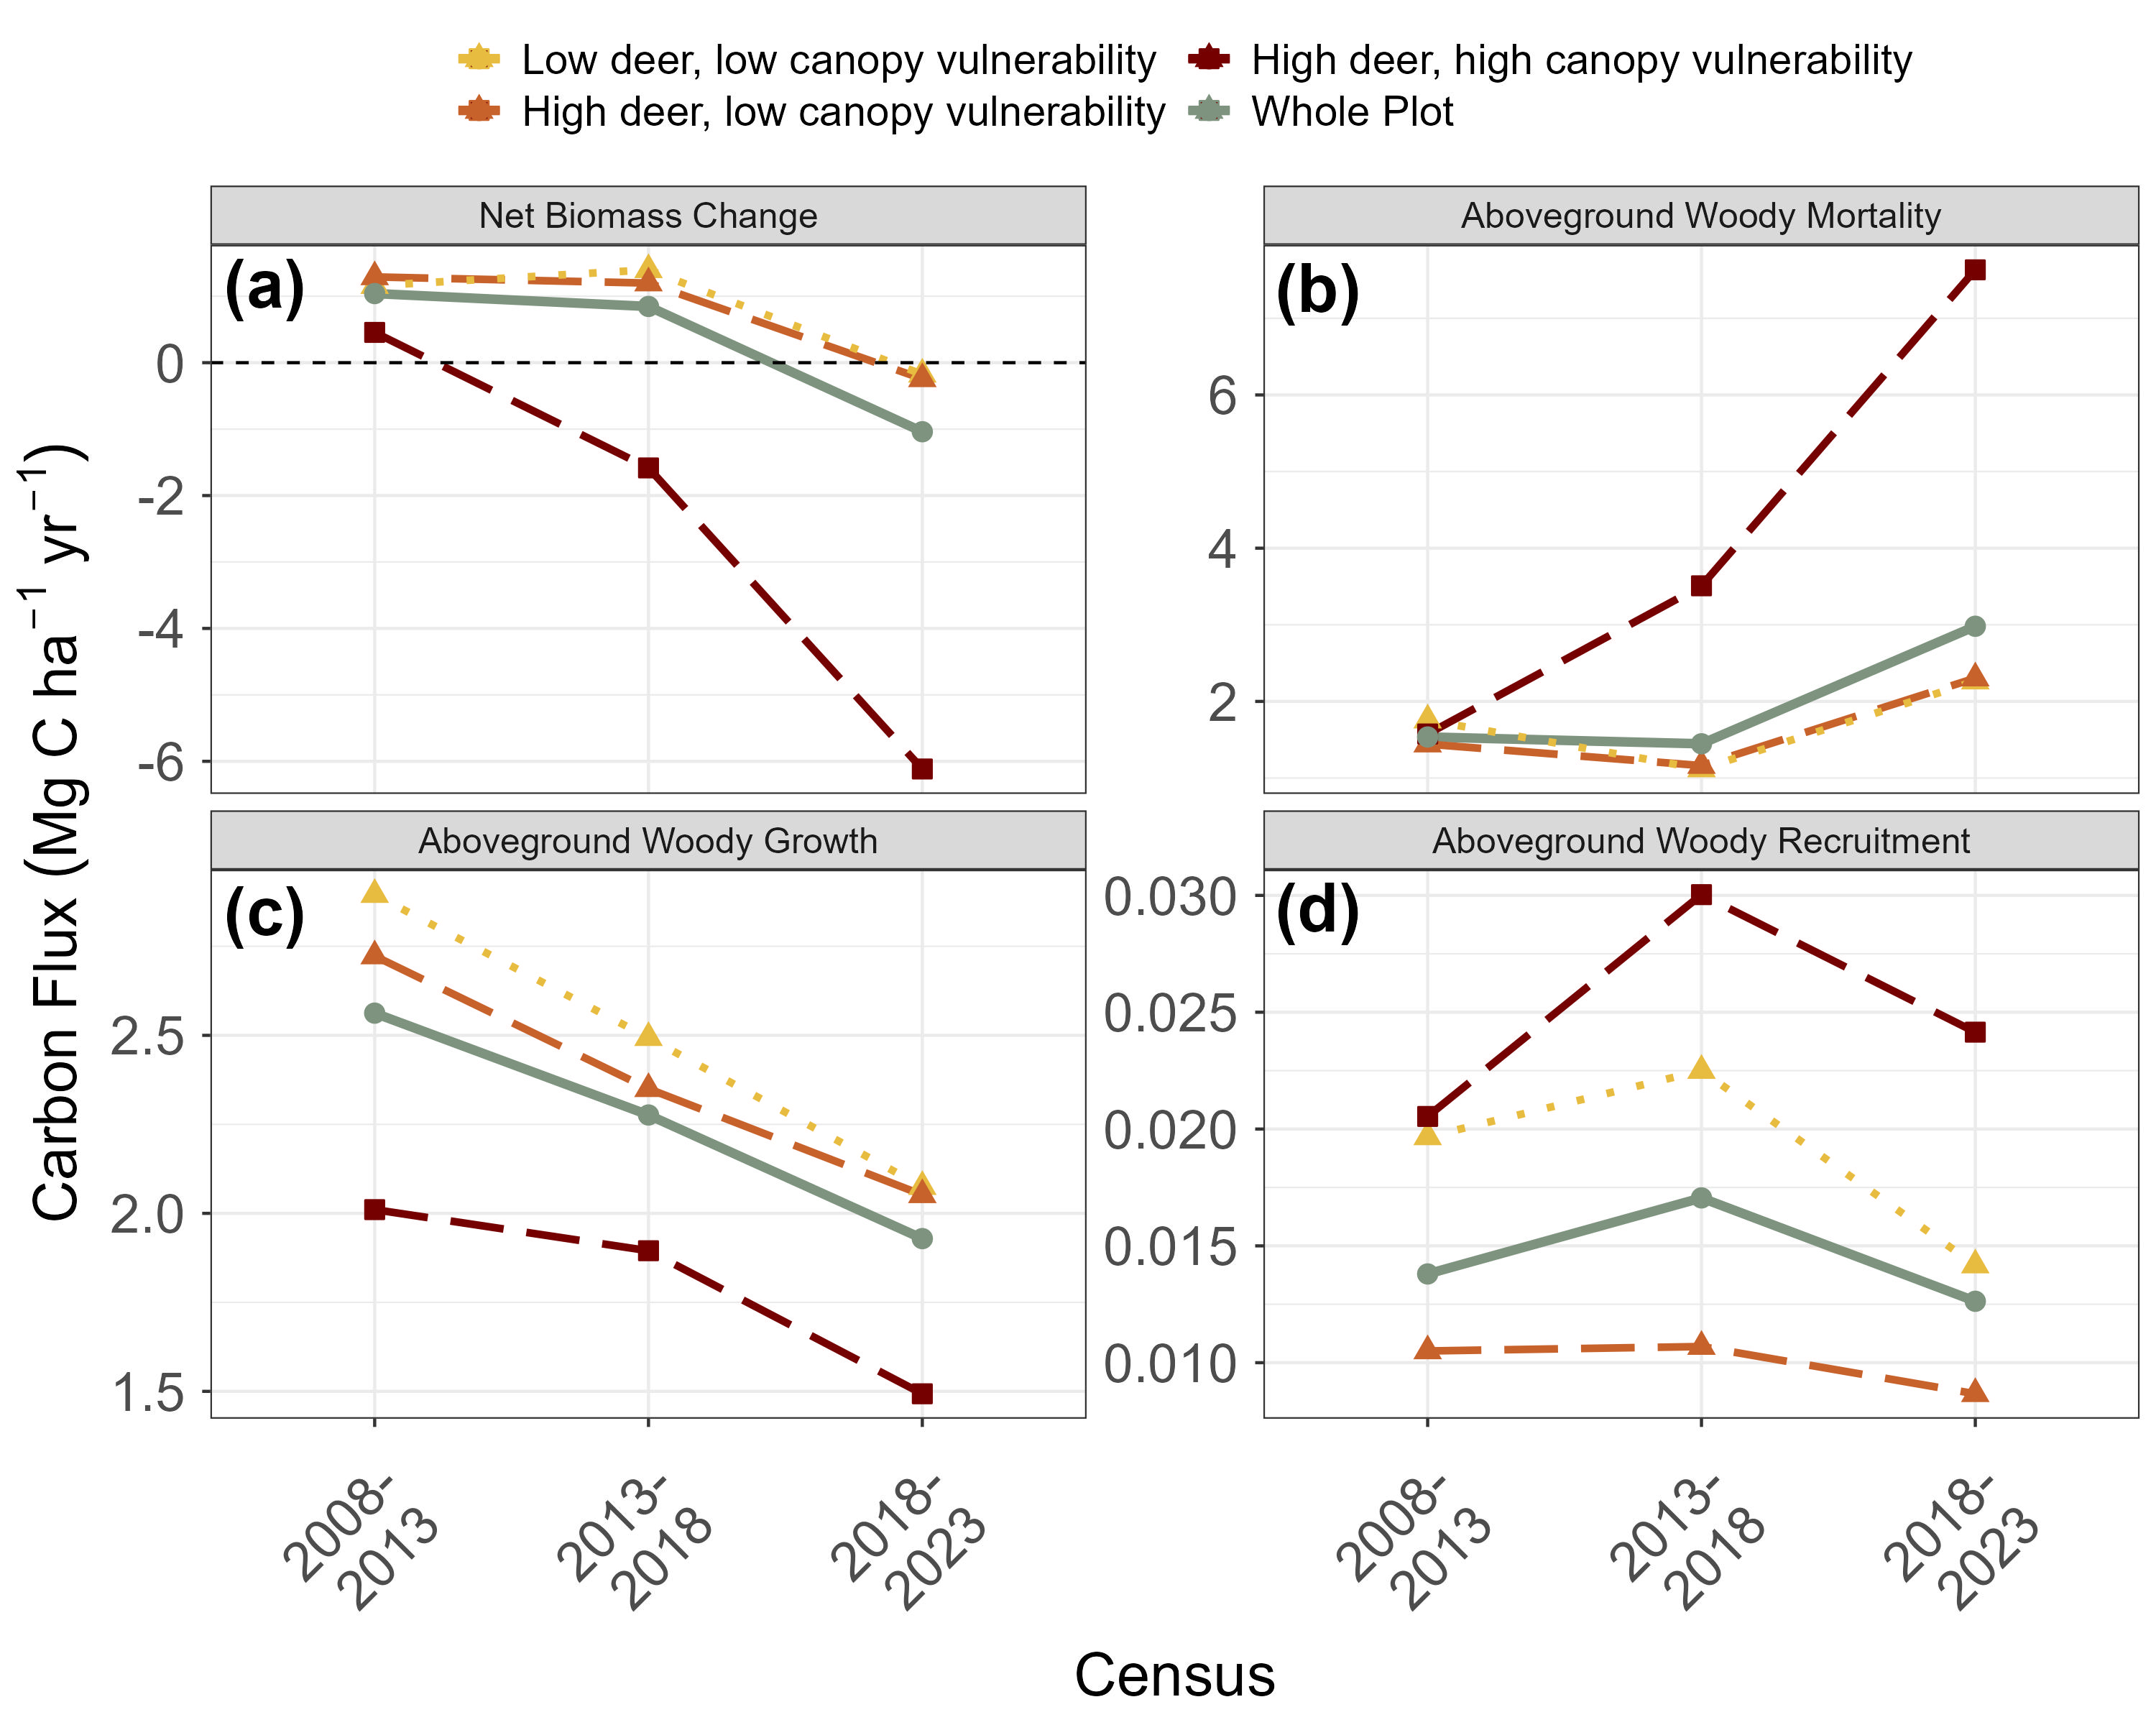 Low deer, low canopy vulnerability
High deer, high canopy vulnerability
High deer, low canopy vulnerability
Whole Plot
Net Biomass Change
Aboveground Woody Mortality
(a)
0
-2
-4
-6
(b)
6
4
2
Aboveground Woody Growth
Aboveground Woody Recruitment
(c)
2.5
2.0
1.5
(d)
0.030
0.025
0.020
0.015
0.010
Carbon Flux (Mg C ha⁻¹ yr⁻¹)
2008-
2013
2013-
2018
2018-
2023
2008-
2013
2013-
2018
2018-
2023
Census